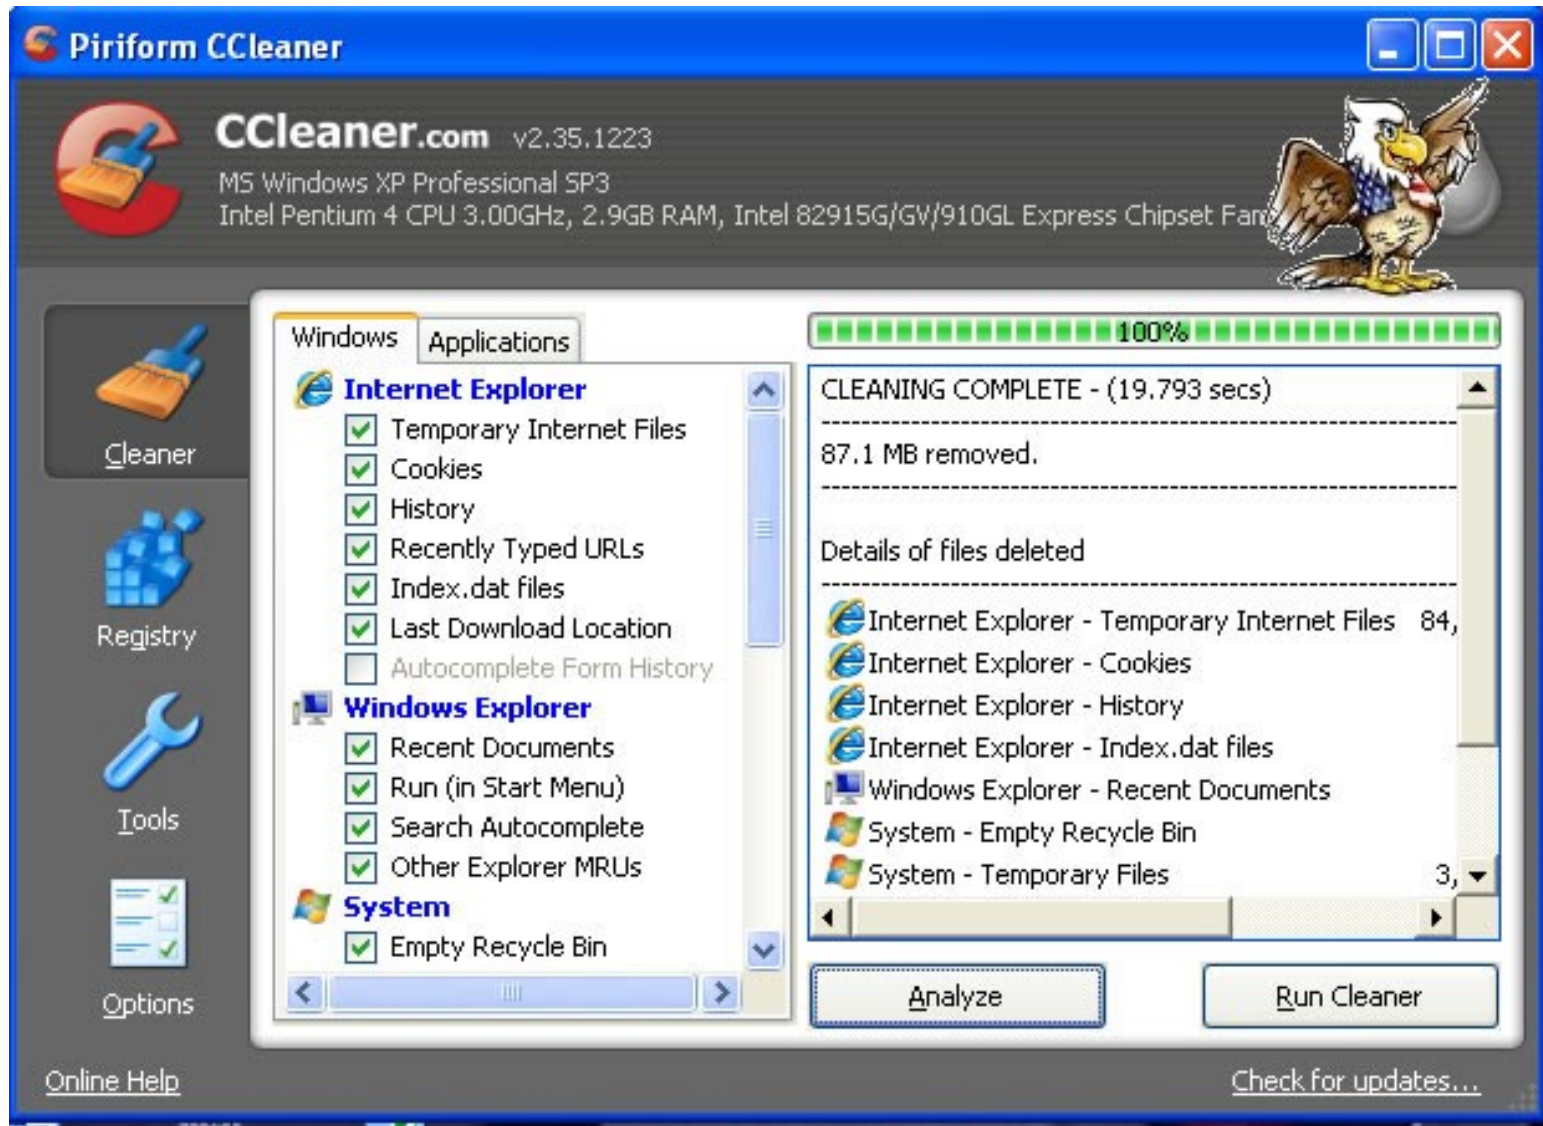 Piriform CCleaner
CCleaner.com v2.35.1223
MS Windows XP Professional SP3
Intel Pentium 4 CPU 3.00GHz, 2.9GB RAM, Intel 82915G/GV/910GL Express Chipset Fam
Cleaner
Registry
Tools
Options
Windows
Applications
Internet Explorer
Temporary Internet Files
Cookies
History
Recently Typed URLs
Index.dat files
Last Download Location
Autocomplete Form History
Windows Explorer
Recent Documents
Run (in Start Menu)
Search Autocomplete
Other Explorer MRUs
System
Empty Recycle Bin
100%
CLEANING COMPLETE - (19.793 secs)
87.1 MB removed.
Details of files deleted
Internet Explorer - Temporary Internet Files 84,
Internet Explorer - Cookies
Internet Explorer - History
Internet Explorer - Index.dat files
Windows Explorer - Recent Documents
System - Empty Recycle Bin
System - Temporary Files 3,
Analyze
Run Cleaner
Online Help
Check for updates...